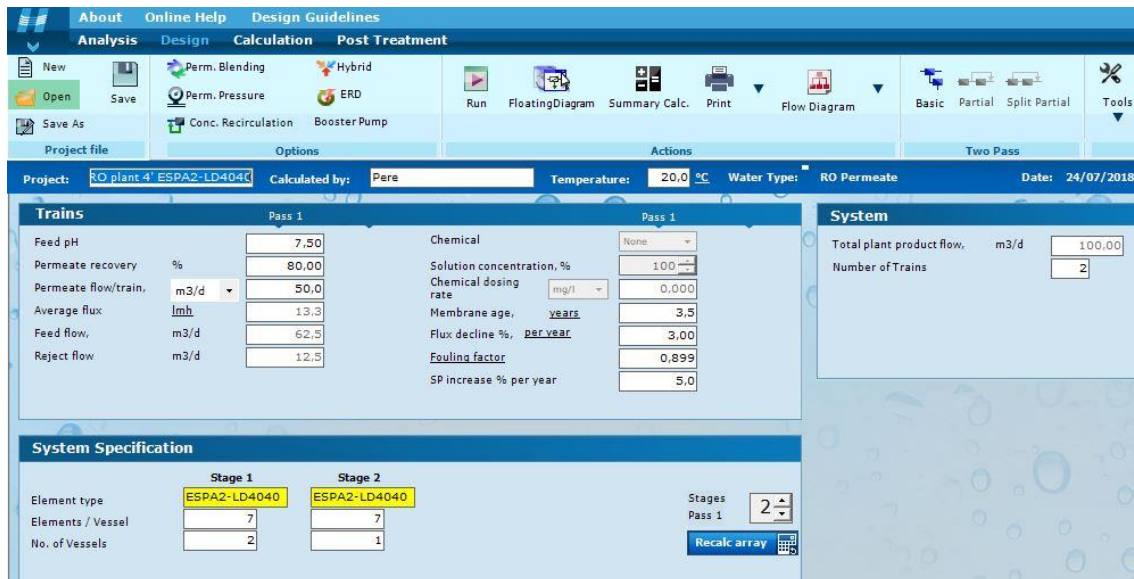 About Online Help Design Guidelines
Analysis Design Calculation Post Treatment
New
Open
Save As
Save
Project file
Perm. Blending
Perm. Pressure
Conc. Recirculation
Hybrid
ERD
Booster Pump
Options
Run
FloatingDiagram
Summary Calc.
Print
Flow Diagram
Actions
Basic
Partial
Split Partial
Two Pass
Tools
Project: RO plant 4' ESPA2-LD4040 Calculated by: Pere Temperature: 20,0 ºC Water Type: RO Permeate Date: 24/07/2018
Trains
Pass 1
Feed pH 7,50
Permeate recovery % 80,00
Permeate flow/train, m3/d 50,0
Average flux lmh 13,3
Feed flow, m3/d 62,5
Reject flow m3/d 12,5
Pass 1
Chemical None
Solution concentration, % 100
Chemical dosing
rate mg/l 0,000
Membrane age, years 3,5
Flux decline %, per year 3,00
Fouling factor 0,899
SP increase % per year 5,0
System
Total plant product flow, m3/d 100,00
Number of Trains 2
System Specification
Stage 1 Stage 2
Element type ESPA2-LD4040 ESPA2-LD4040
Elements / Vessel 7 7
No. of Vessels 2 1
Stages
Pass 1 2
Recalc array